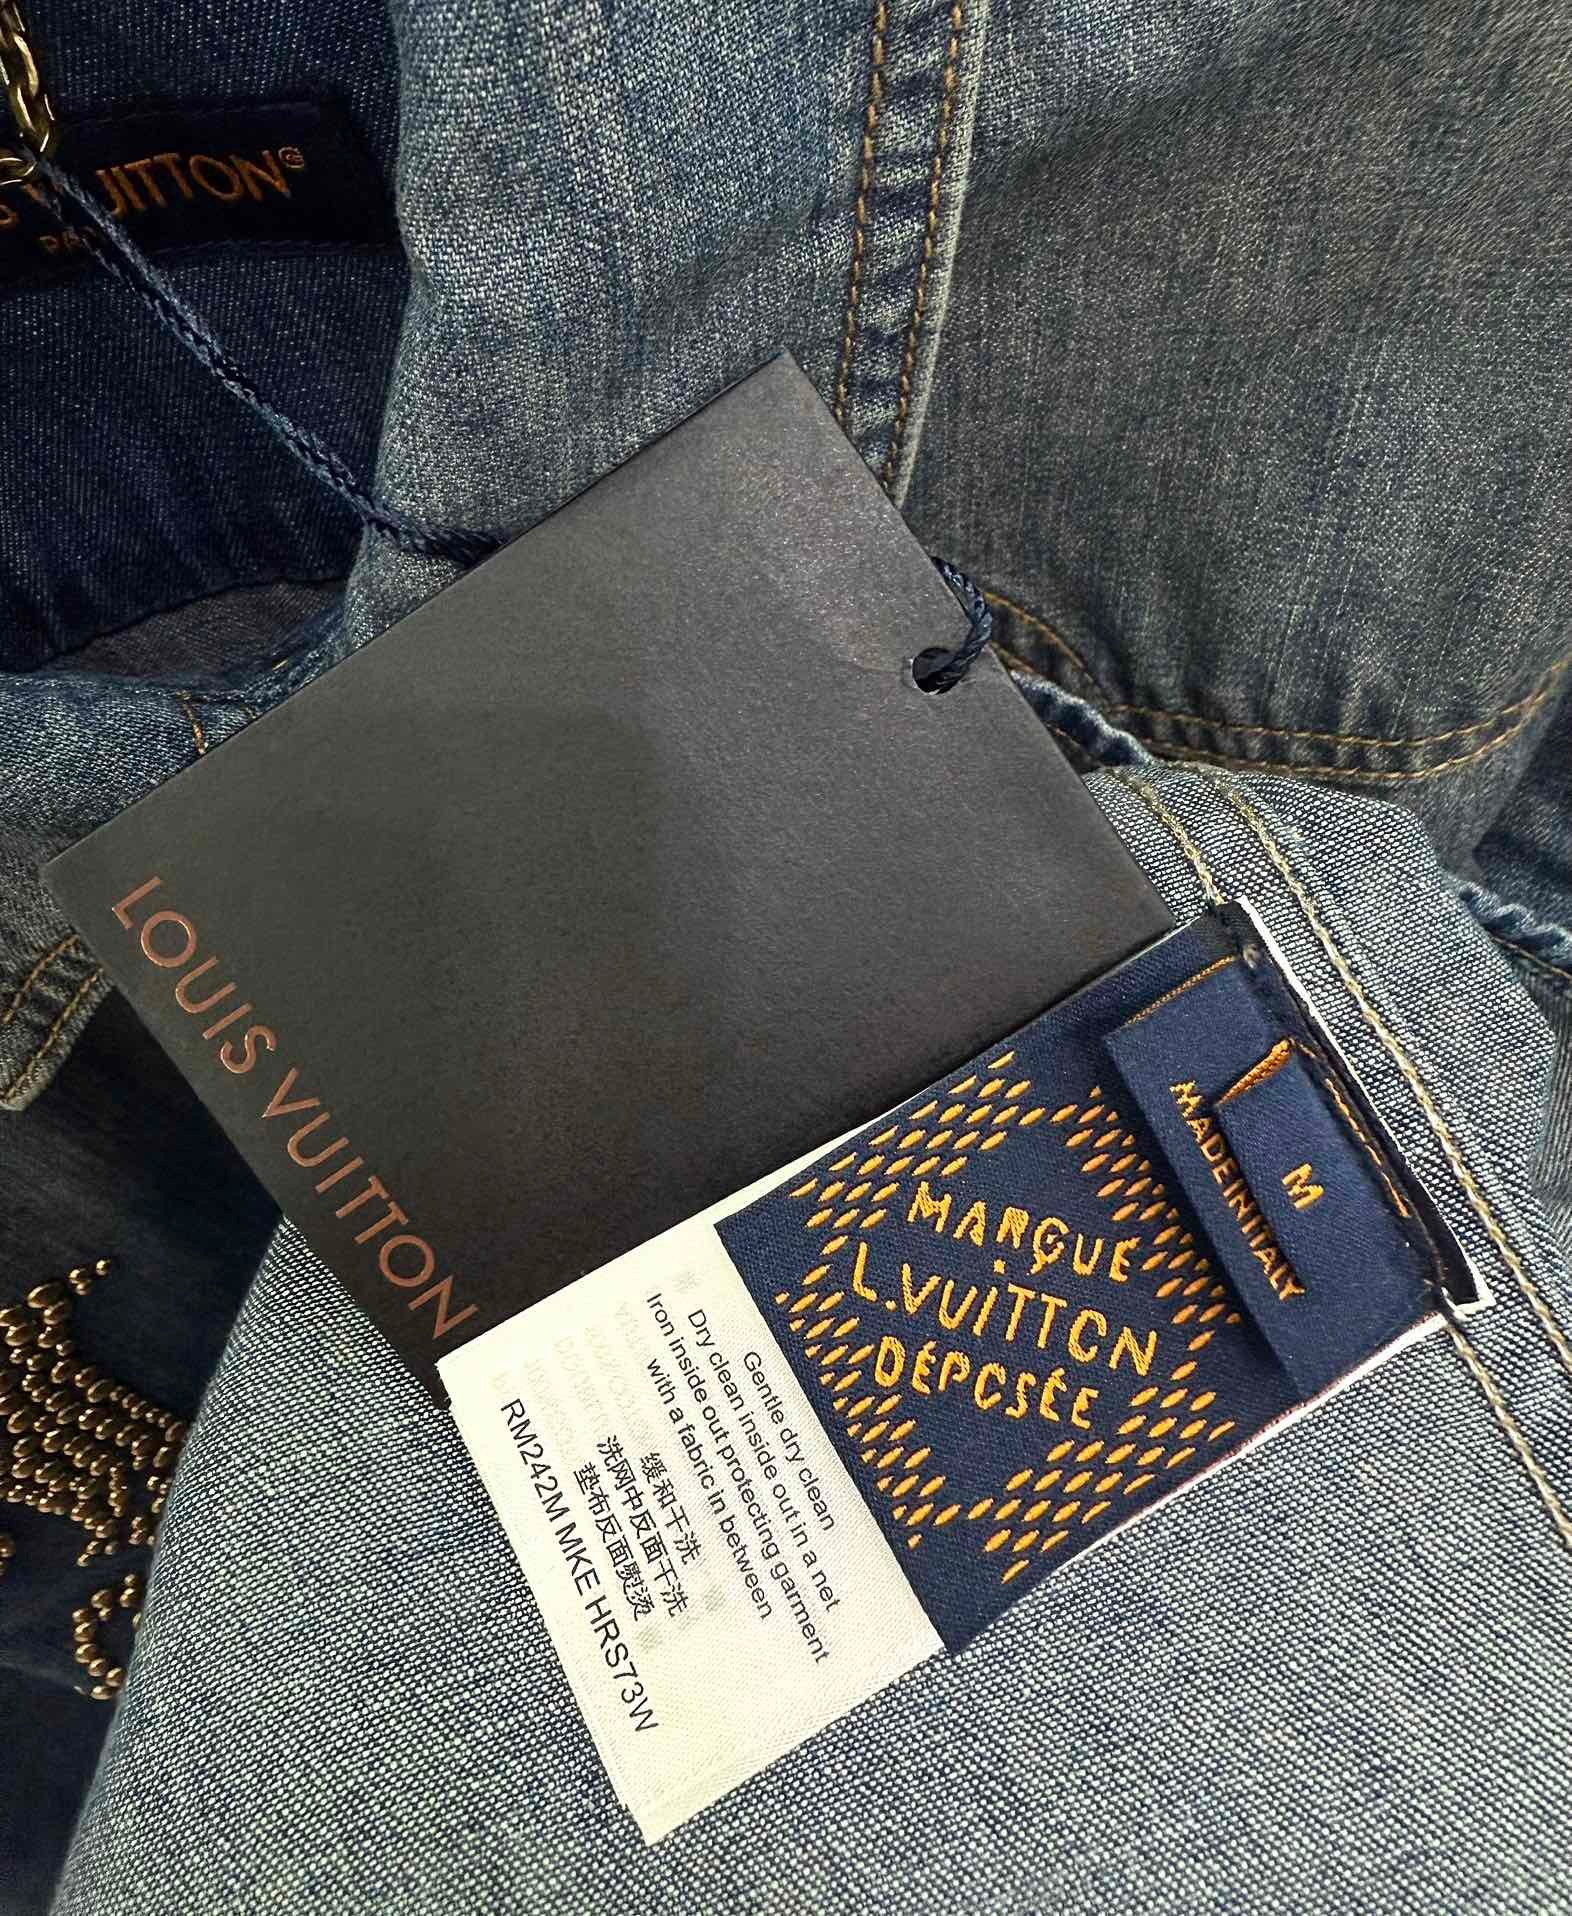 VUITTON
LOUIS VUITTON
MADE IN ITALY
M
MARQUE
L.VUITTON
DÉPOSÉE
Gentle dry clean
Dry clean inside out in a net
Iron inside out protecting garment
with a fabric in between
缓和干洗
洗网中反面干洗
垫布反面熨烫
RM242M MKE HRS73W